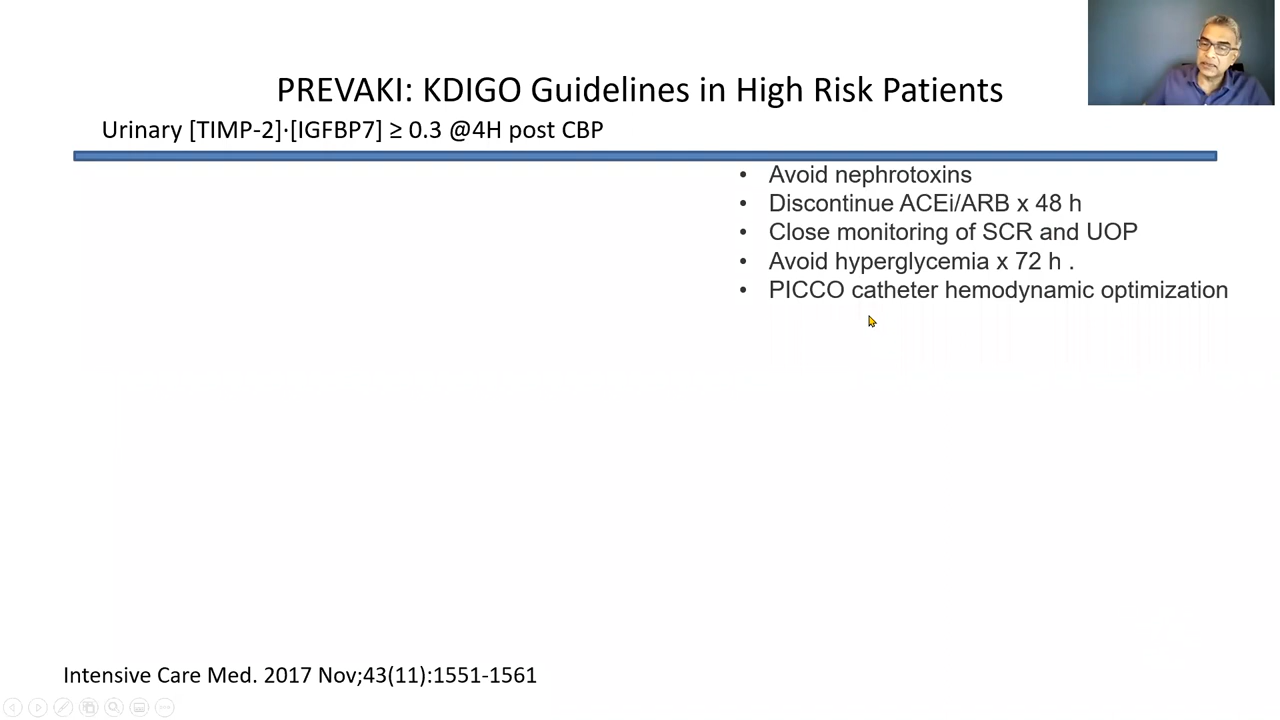 PREVAKI: KDIGO Guidelines in High Risk Patients
Urinary [TIMP-2]·[IGFBP7] ≥ 0.3 @4H post CBP
• Avoid nephrotoxins
• Discontinue ACEi/ARB x 48 h
• Close monitoring of SCR and UOP
• Avoid hyperglycemia x 72 h .
• PICCO catheter hemodynamic optimization
Intensive Care Med. 2017 Nov;43(11):1551-1561